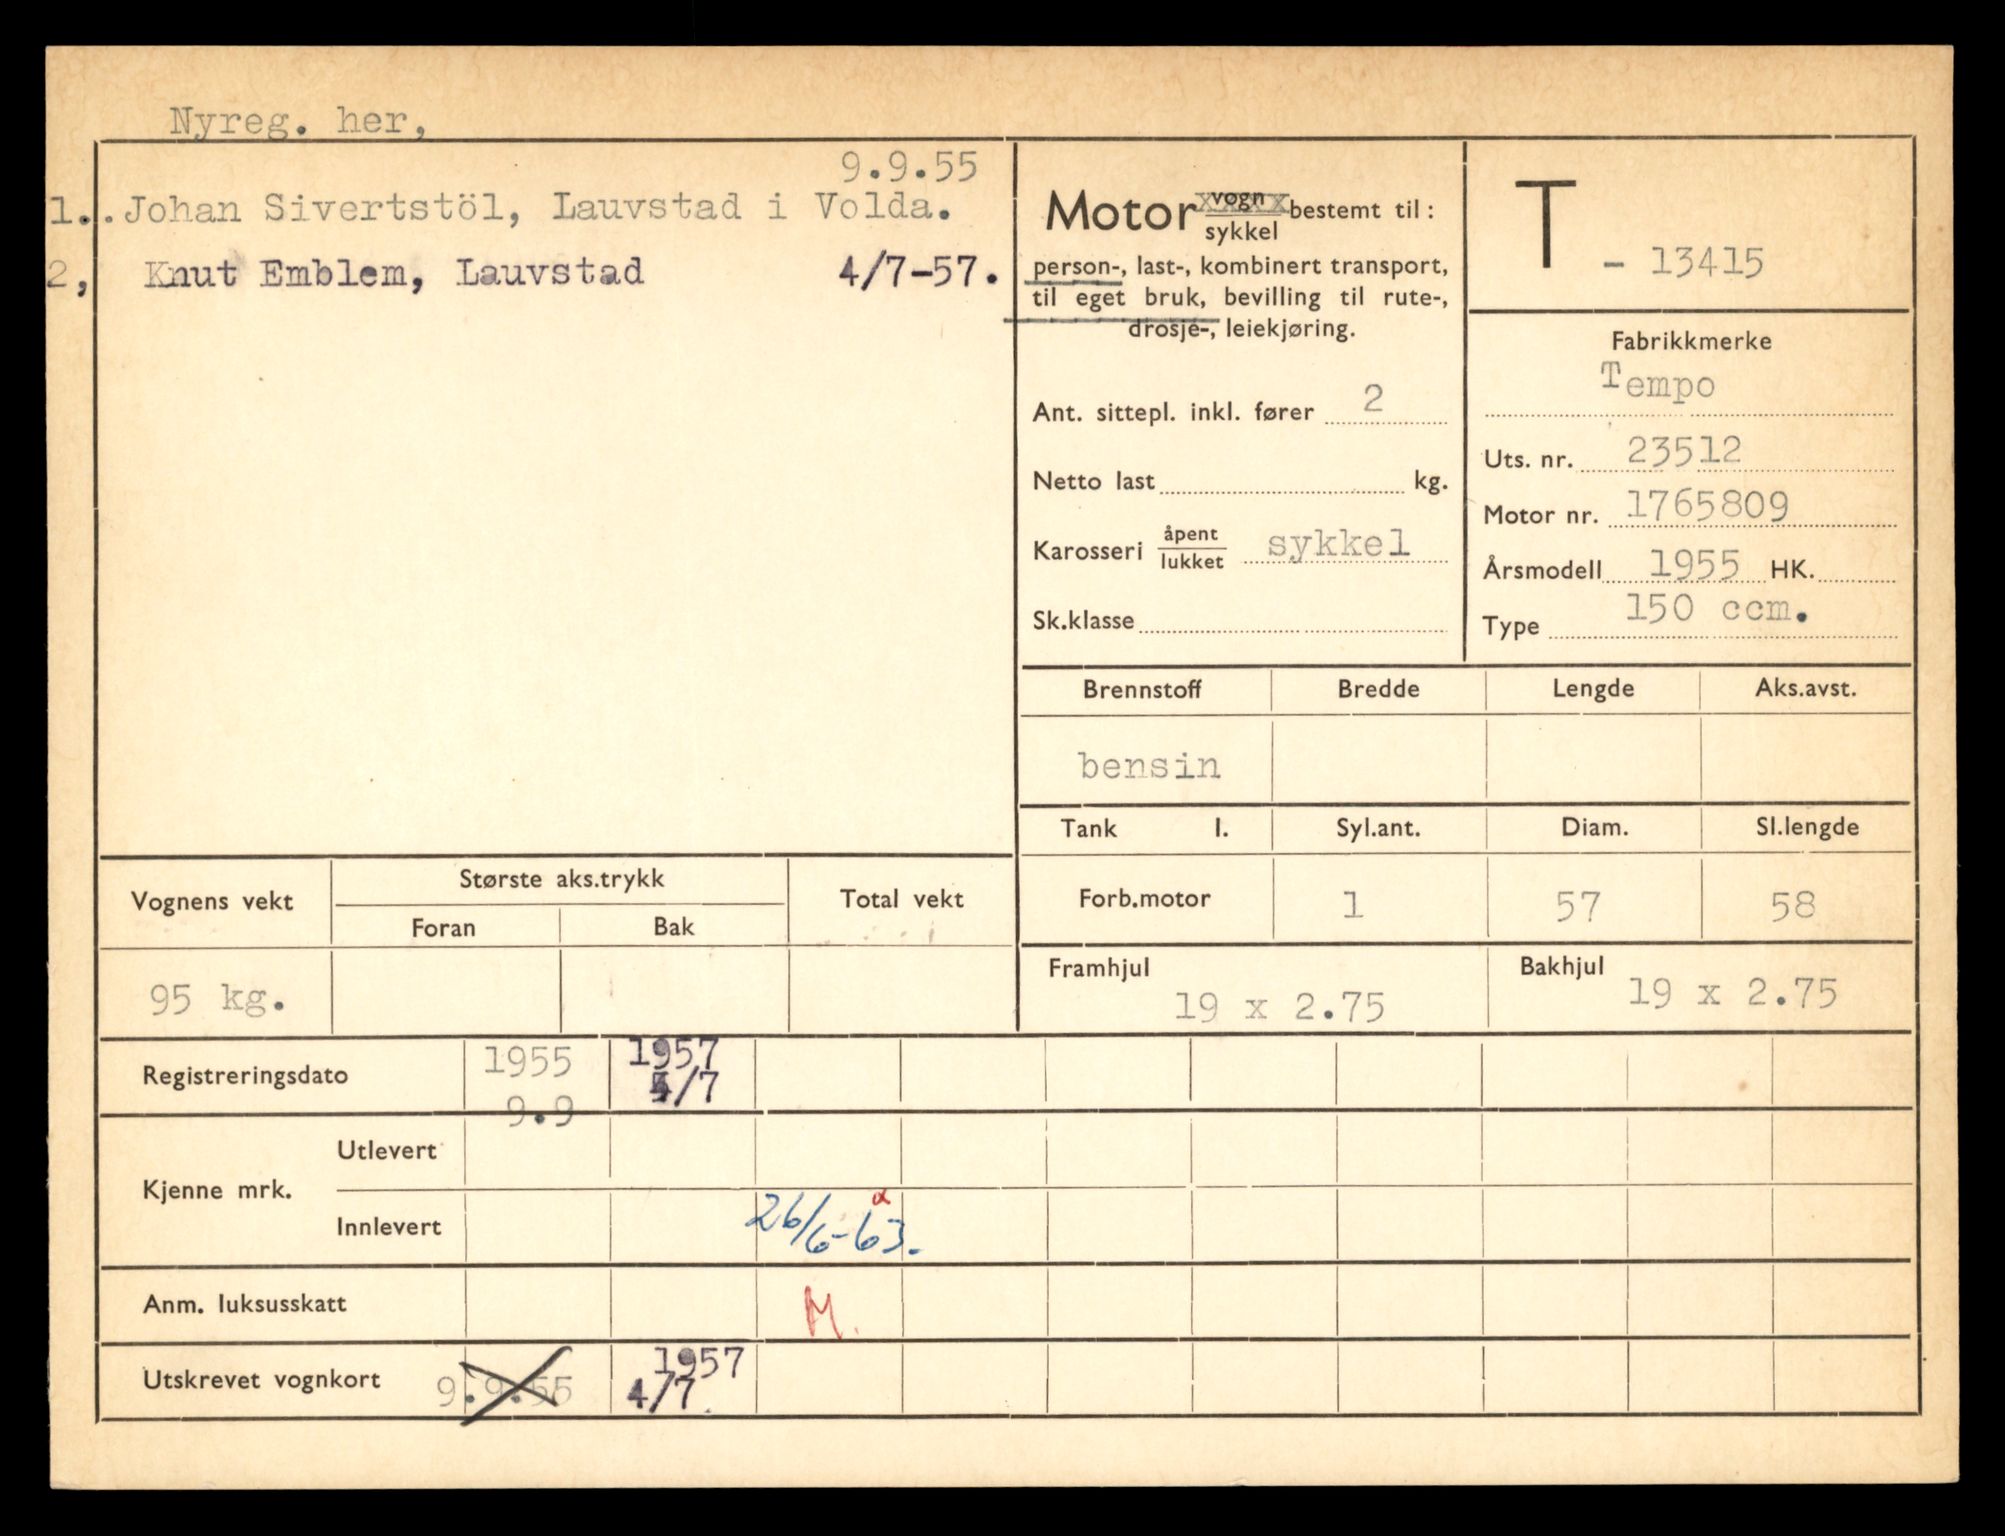 Nyreg. her,
9.9.55
1..Johan Sivertstöl, Lauvstad i Volda.
2, Knut Emblem, Lauvstad 4/7-57.
Motor vogn xxxx / sykkel bestemt til:
person-, last-, kombinert transport,
til eget bruk, bevilling til rute-,
drosje-, leiekjøring.
Ant. sittepl. inkl. fører 2
Netto last kg.
Karosseri åpent / lukket sykkel
Sk.klasse
T - 13415
Fabrikkmerke
Tempo
Uts. nr. 23512
Motor nr. 1765809
Årsmodell 1955 HK.
Type 150 ccm.
Brennstoff Bredde Lengde Aks.avst.
bensin
Tank l. Syl.ant. Diam. Sl.lengde
Forb.motor 1 57 58
Framhjul 19 x 2.75 Bakhjul 19 x 2.75
Vognens vekt Største aks.trykk Total vekt
Foran Bak
95 kg.
Registreringsdato 1955 1957
9.9 4/7
Kjenne mrk. Utlevert
Innlevert 26/6-63.
Anm. luksusskatt M.
Utskrevet vognkort 9.9.55 1957
4/7